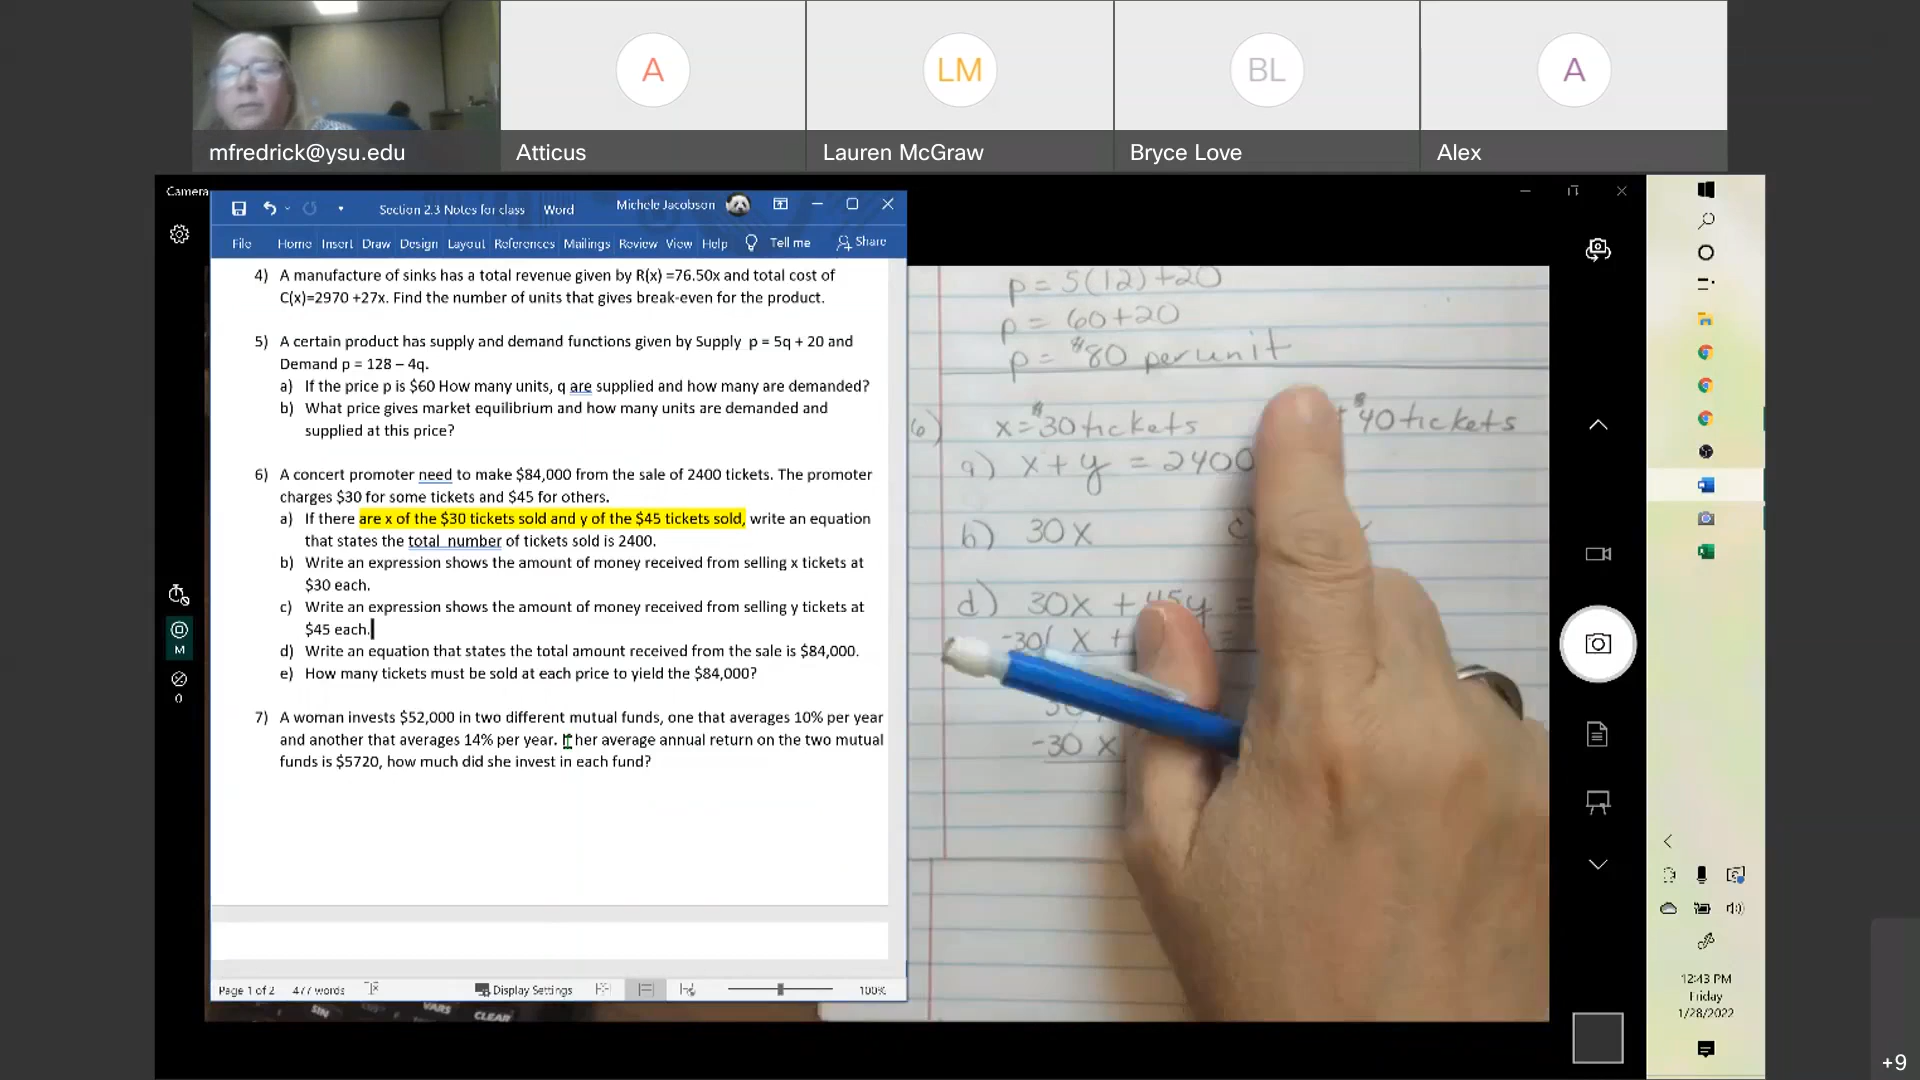 A
LM
BL
A
mfredrick@ysu.edu
Atticus
Lauren McGraw
Bryce Love
Alex
Camera
Section 2.3 Notes for class Word
Michele Jacobson
File Home Insert Draw Design Layout References Mailings Review View Help Tell me Share
4) A manufacture of sinks has a total revenue given by R(x) =76.50x and total cost of
C(x)=2970 +27x. Find the number of units that gives break-even for the product.
5) A certain product has supply and demand functions given by Supply p = 5q + 20 and
Demand p = 128 – 4q.
a) If the price p is $60 How many units, q are supplied and how many are demanded?
b) What price gives market equilibrium and how many units are demanded and
supplied at this price?
6) A concert promoter need to make $84,000 from the sale of 2400 tickets. The promoter
charges $30 for some tickets and $45 for others.
a) If there are x of the $30 tickets sold and y of the $45 tickets sold, write an equation
that states the total number of tickets sold is 2400.
b) Write an expression shows the amount of money received from selling x tickets at
$30 each.
c) Write an expression shows the amount of money received from selling y tickets at
$45 each.
d) Write an equation that states the total amount received from the sale is $84,000.
e) How many tickets must be sold at each price to yield the $84,000?
7) A woman invests $52,000 in two different mutual funds, one that averages 10% per year
and another that averages 14% per year. If her average annual return on the two mutual
funds is $5720, how much did she invest in each fund?
Page 1 of 2 477 words Display Settings 100%
p = 5(12)+20
p = 60+20
p = $80 per unit
6) x = $30 tickets $40 tickets
a) x + y = 2400
b) 30x c
d) 30x + 45y =
-30( x + =
30
-30 x
SIN VARS CLEAR
M
0
12:43 PM
Friday
1/28/2022
+9